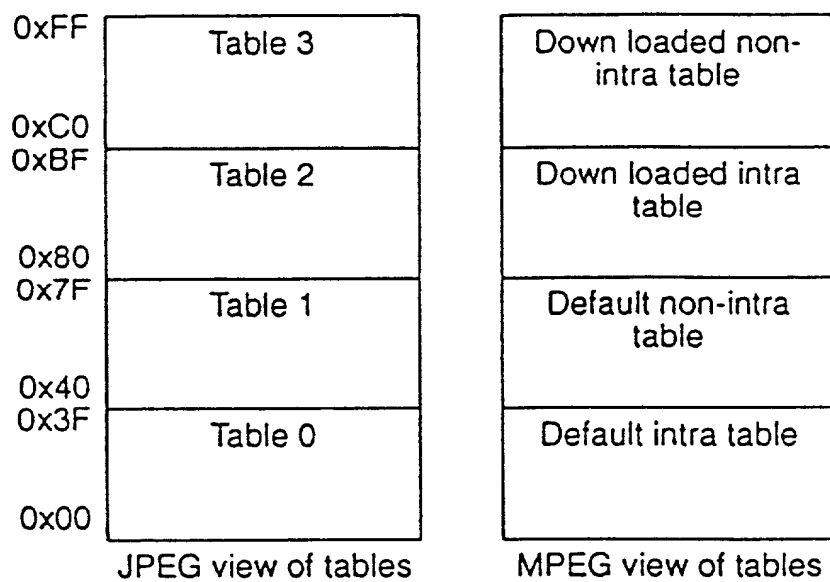 0xFF
Table 3
Down loaded non-
intra table
0xC0
0xBF
Table 2
Down loaded intra
table
0x80
0x7F
Table 1
Default non-intra
table
0x40
0x3F
Table 0
Default intra table
0x00
JPEG view of tables
MPEG view of tables